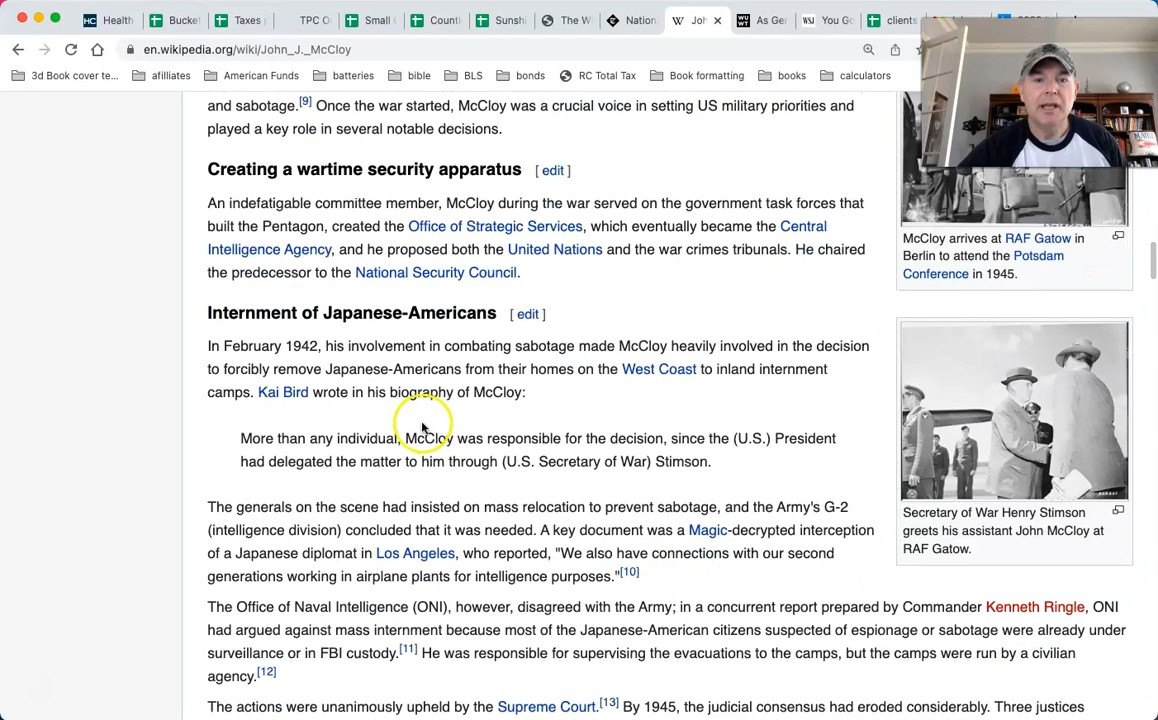 Health
Bucket
Taxes
TPC O
Small
Counti
Sunshi
The W
Nation
Joh
As Ger
You Go
clients
en.wikipedia.org/wiki/John_J._McCloy
3d Book cover te...
afilliates
American Funds
batteries
bible
BLS
bonds
RC Total Tax
Book formatting
books
calculators
and sabotage.[9] Once the war started, McCloy was a crucial voice in setting US military priorities and
played a key role in several notable decisions.
Creating a wartime security apparatus [ edit ]
An indefatigable committee member, McCloy during the war served on the government task forces that
built the Pentagon, created the Office of Strategic Services, which eventually became the Central
Intelligence Agency, and he proposed both the United Nations and the war crimes tribunals. He chaired
the predecessor to the National Security Council.
McCloy arrives at RAF Gatow in
Berlin to attend the Potsdam
Conference in 1945.
Internment of Japanese-Americans [ edit ]
In February 1942, his involvement in combating sabotage made McCloy heavily involved in the decision
to forcibly remove Japanese-Americans from their homes on the West Coast to inland internment
camps. Kai Bird wrote in his biography of McCloy:
More than any individual, McCloy was responsible for the decision, since the (U.S.) President
had delegated the matter to him through (U.S. Secretary of War) Stimson.
Secretary of War Henry Stimson
greets his assistant John McCloy at
RAF Gatow.
The generals on the scene had insisted on mass relocation to prevent sabotage, and the Army's G-2
(intelligence division) concluded that it was needed. A key document was a Magic-decrypted interception
of a Japanese diplomat in Los Angeles, who reported, "We also have connections with our second
generations working in airplane plants for intelligence purposes."[10]
The Office of Naval Intelligence (ONI), however, disagreed with the Army; in a concurrent report prepared by Commander Kenneth Ringle, ONI
had argued against mass internment because most of the Japanese-American citizens suspected of espionage or sabotage were already under
surveillance or in FBI custody.[11] He was responsible for supervising the evacuations to the camps, but the camps were run by a civilian
agency.[12]
The actions were unanimously upheld by the Supreme Court.[13] By 1945, the judicial consensus had eroded considerably. Three justices